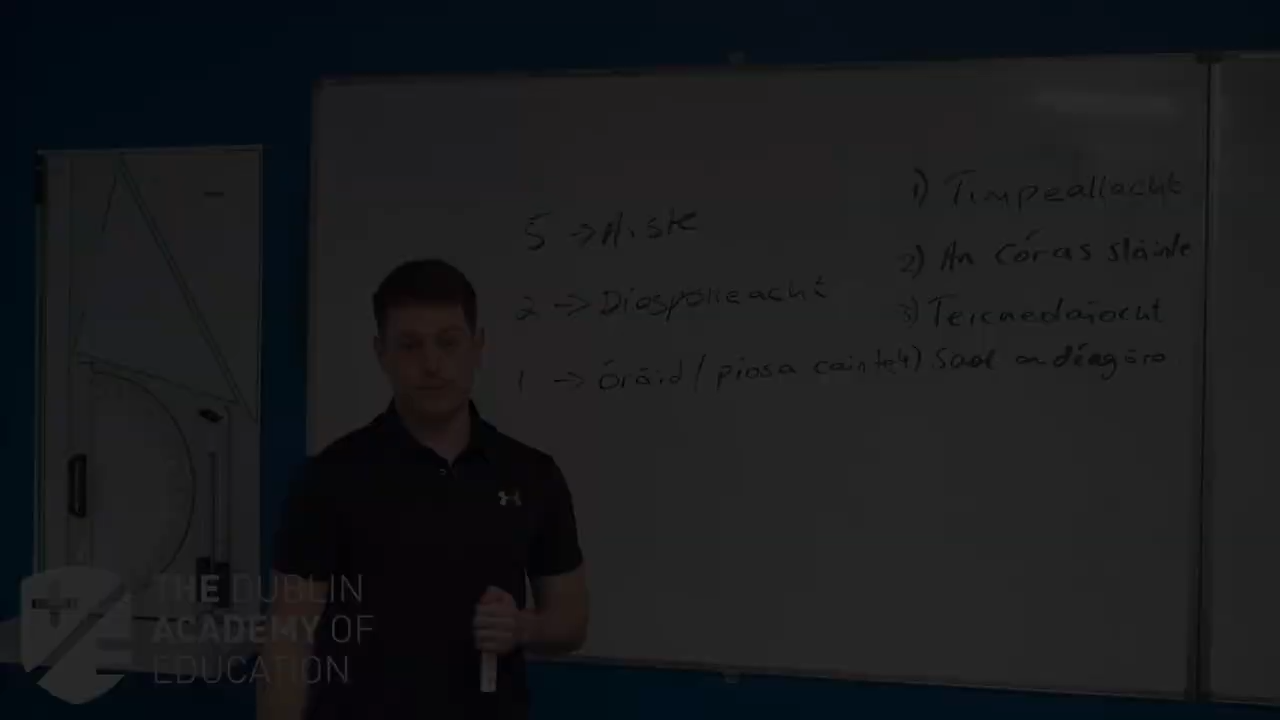 5 → Aiste
2 → Díospóireacht
1 → Óráid / píosa cainte
1) Timpeallacht
2) An Córas sláinte
3) Teicneolaíocht
4) Saol an déagóra
THE DUBLIN
ACADEMY OF
EDUCATION